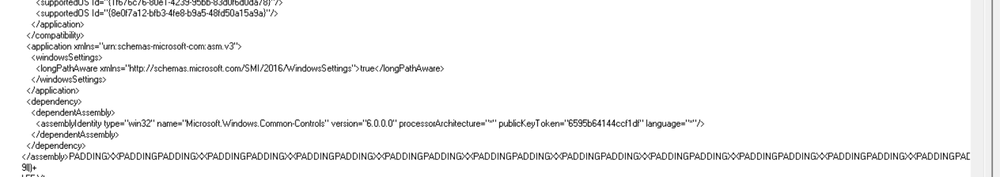 <supportedOS Id="{1f676c76-80e1-4239-95bb-83d0f6d0da78}"/>
<supportedOS Id="{8e0f7a12-bfb3-4fe8-b9a5-48fd50a15a9a}"/>
</application>
</compatibility>
<application xmlns="urn:schemas-microsoft-com:asm.v3">
<windowsSettings>
<longPathAware xmlns="http://schemas.microsoft.com/SMI/2016/WindowsSettings">true</longPathAware>
</windowsSettings>
</application>
<dependency>
<dependentAssembly>
<assemblyIdentity type="win32" name="Microsoft.Windows.Common-Controls" version="6.0.0.0" processorArchitecture="*" publicKeyToken="6595b64144ccf1df" language="*"/>
</dependentAssembly>
</dependency>
</assembly>PADDINGXXPADDINGPADDINGXXPADDINGPADDINGXXPADDINGPADDINGXXPADDINGPADDINGXXPADDINGPADDINGXXPADDINGPADDINGXXPADDINGPADDINGXXPADDINGPADDINGXXPADDINGPADDINGXXPADDINGPAD